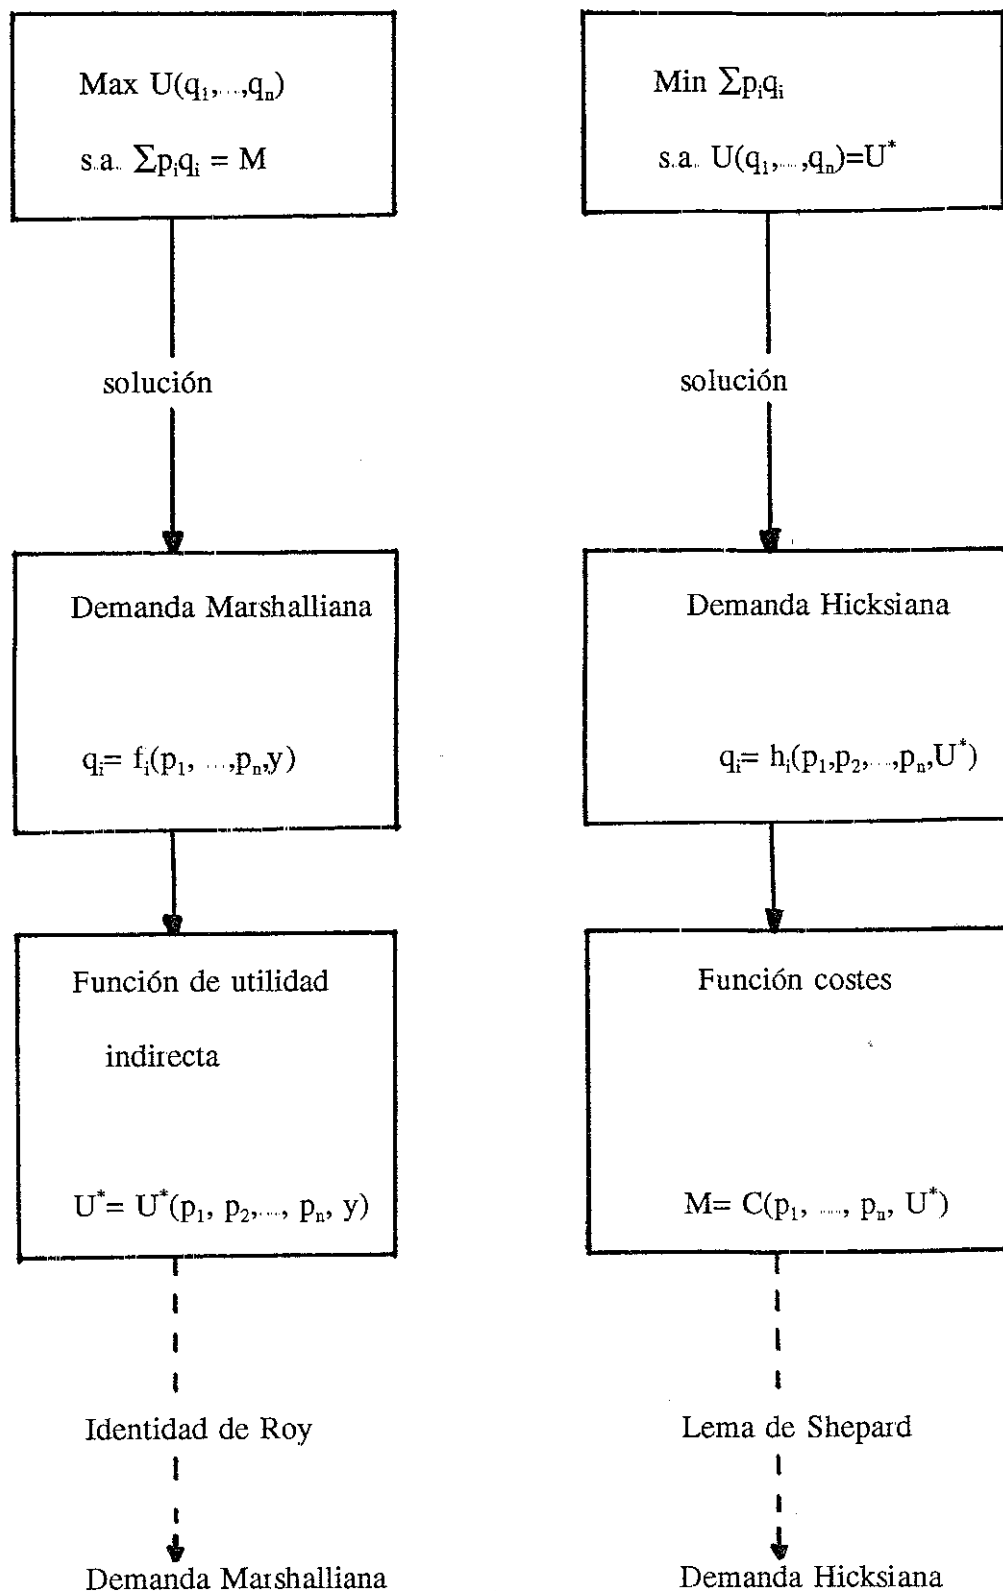 Max U(q₁,...,qₙ)
s.a. ∑pᵢqᵢ = M
solución
Demanda Marshalliana
qᵢ= fᵢ(p₁, ...,pₙ,y)
Función de utilidad
indirecta
U*= U*(p₁, p₂,..., pₙ, y)
Identidad de Roy
Demanda Marshalliana
Min ∑pᵢqᵢ
s.a. U(q₁,...,qₙ)=U*
solución
Demanda Hicksiana
qᵢ= hᵢ(p₁,p₂,...,pₙ,U*)
Función costes
M= C(p₁, ..., pₙ, U*)
Lema de Shepard
Demanda Hicksiana